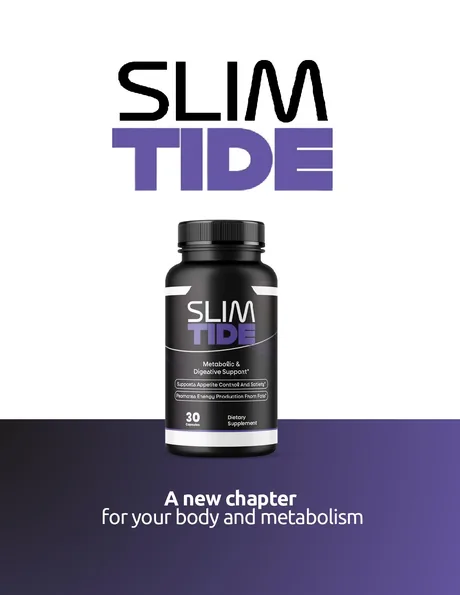 SLIM
TIDE
SLIM
TIDE
Metabolic &
Digestive Support*
Supports Appetite Control And Satiety*
Promotes Energy Production From Fats*
30
Capsules
Dietary
Supplement
A new chapter
for your body and metabolism